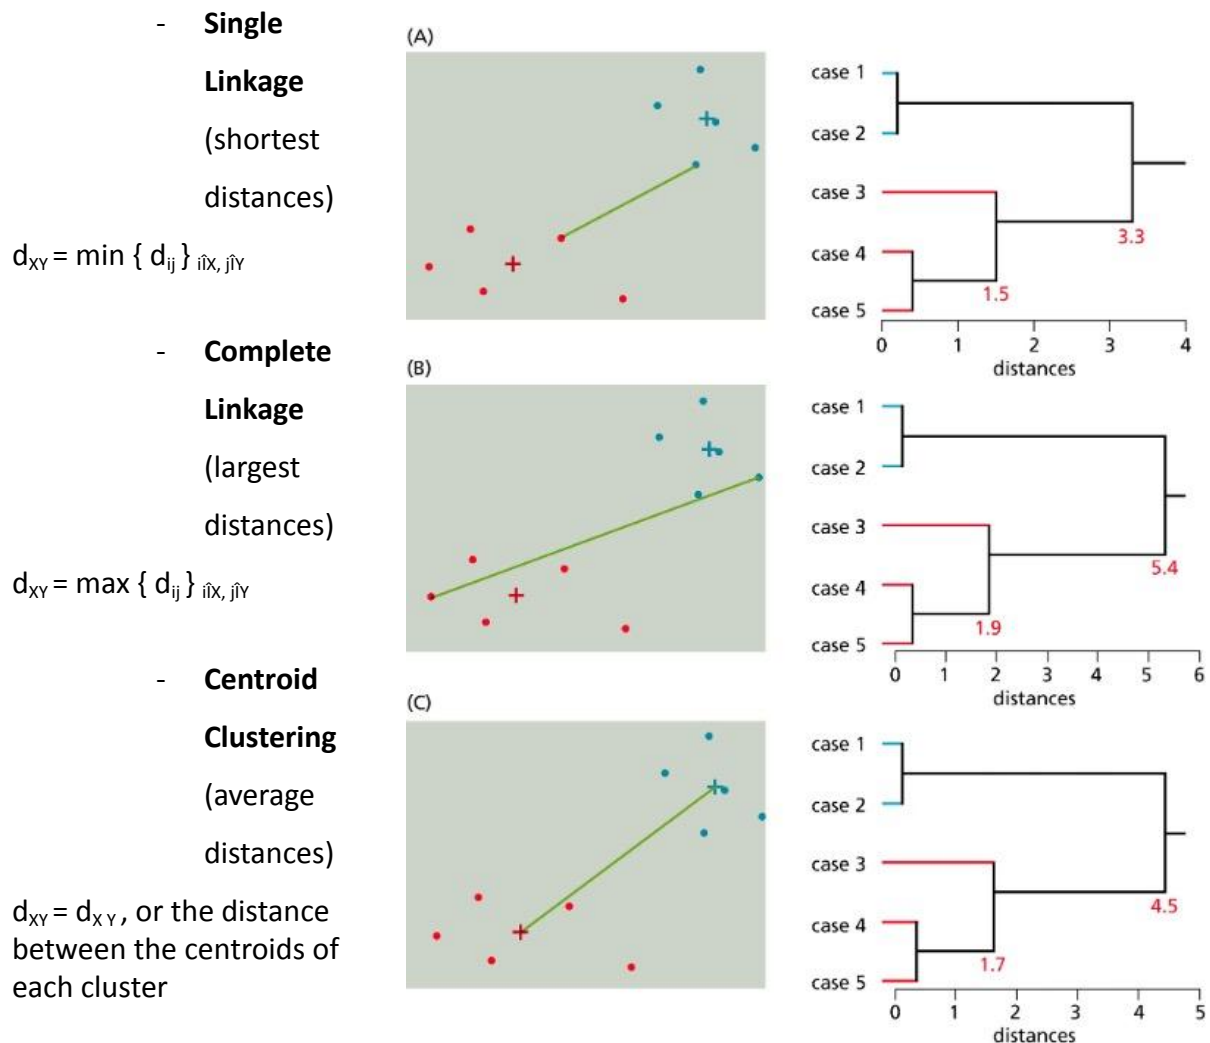 - Single
Linkage
(shortest
distances)
dXY = min { dij } iîX, jîY
(A)
case 1
case 2
case 3
case 4
case 5
3.3
1.5
0 1 2 3 4
distances
- Complete
Linkage
(largest
distances)
dXY = max { dij } iîX, jîY
(B)
case 1
case 2
case 3
case 4
case 5
5.4
1.9
0 1 2 3 4 5 6
distances
- Centroid
Clustering
(average
distances)
dXY = dX Y , or the distance
between the centroids of
each cluster
(C)
case 1
case 2
case 3
case 4
case 5
4.5
1.7
0 1 2 3 4 5
distances